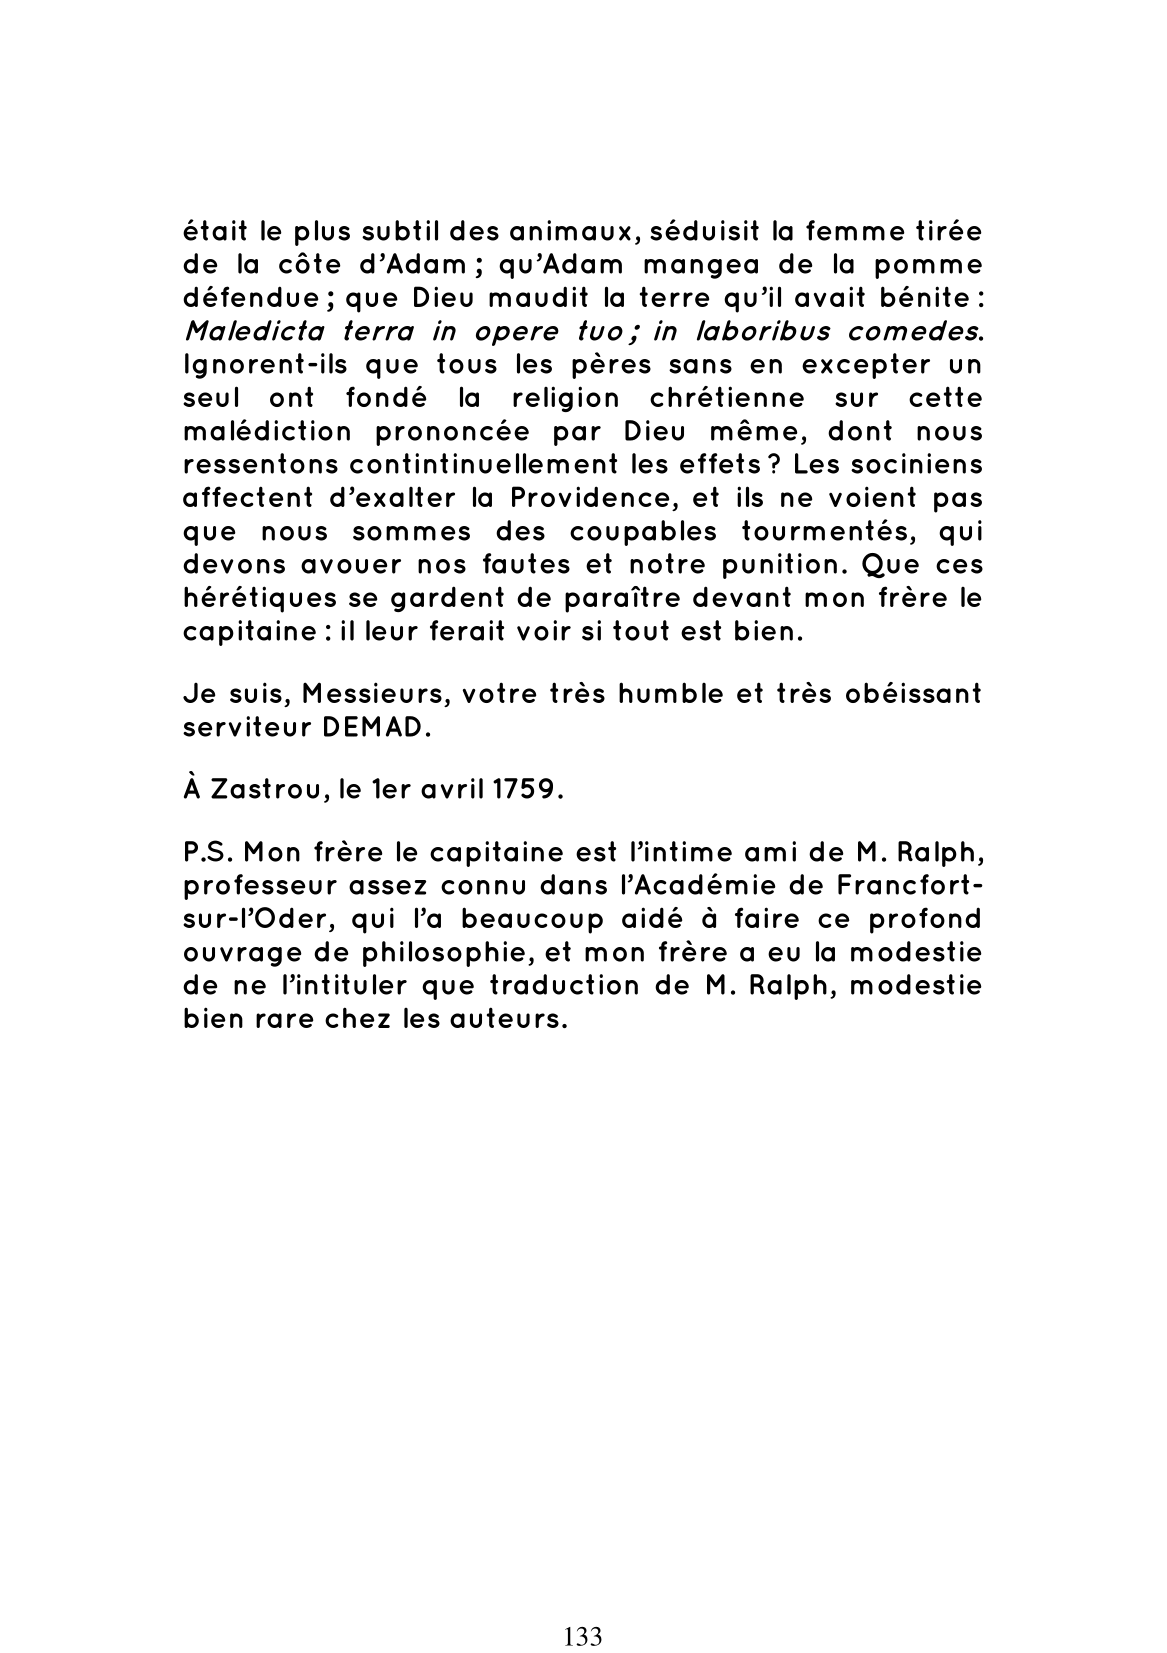 était le plus subtil des animaux, séduisit la femme tirée
de la côte d’Adam ; qu’Adam mangea de la pomme
défendue ; que Dieu maudit la terre qu’il avait bénite :
Maledicta terra in opere tuo ; in laboribus comedes.
Ignorent-ils que tous les pères sans en excepter un
seul ont fondé la religion chrétienne sur cette
malédiction prononcée par Dieu même, dont nous
ressentons contintinuellement les effets ? Les sociniens
affectent d’exalter la Providence, et ils ne voient pas
que nous sommes des coupables tourmentés, qui
devons avouer nos fautes et notre punition. Que ces
hérétiques se gardent de paraître devant mon frère le
capitaine : il leur ferait voir si tout est bien.
Je suis, Messieurs, votre très humble et très obéissant
serviteur DEMAD.
À Zastrou, le 1er avril 1759.
P.S. Mon frère le capitaine est l’intime ami de M. Ralph,
professeur assez connu dans l’Académie de Francfort-
sur-l’Oder, qui l’a beaucoup aidé à faire ce profond
ouvrage de philosophie, et mon frère a eu la modestie
de ne l’intituler que traduction de M. Ralph, modestie
bien rare chez les auteurs.
133